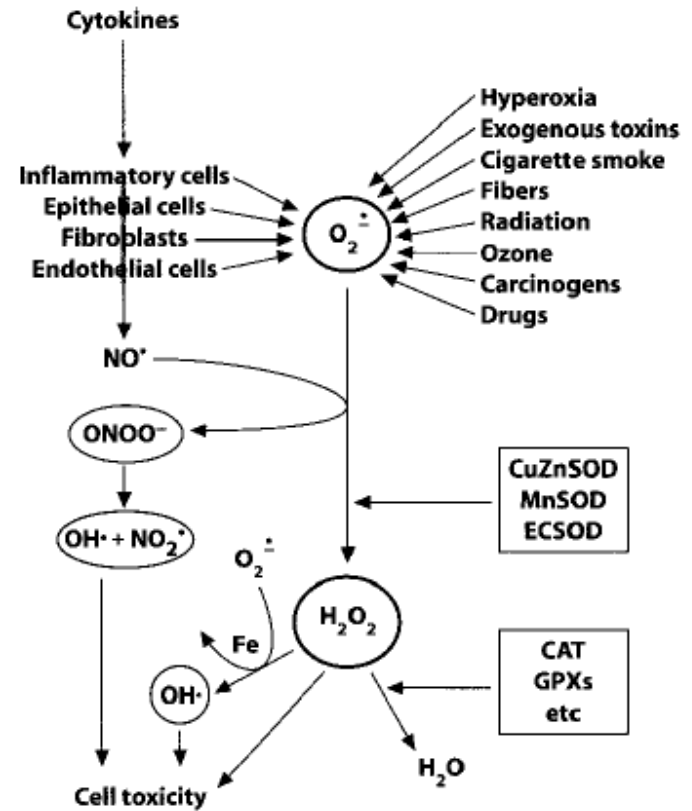 Cytokines
Inflammatory cells
Epithelial cells
Fibroplasts
Endothelial cells
O₂•̲
Hyperoxia
Exogenous toxins
Cigarette smoke
Fibers
Radiation
Ozone
Carcinogens
Drugs
NO•
ONOO⁻
OH• + NO₂•
CuZnSOD
MnSOD
ECSOD
O₂•̲
H₂O₂
Fe
OH•
CAT
GPXs
etc
H₂O
Cell toxicity